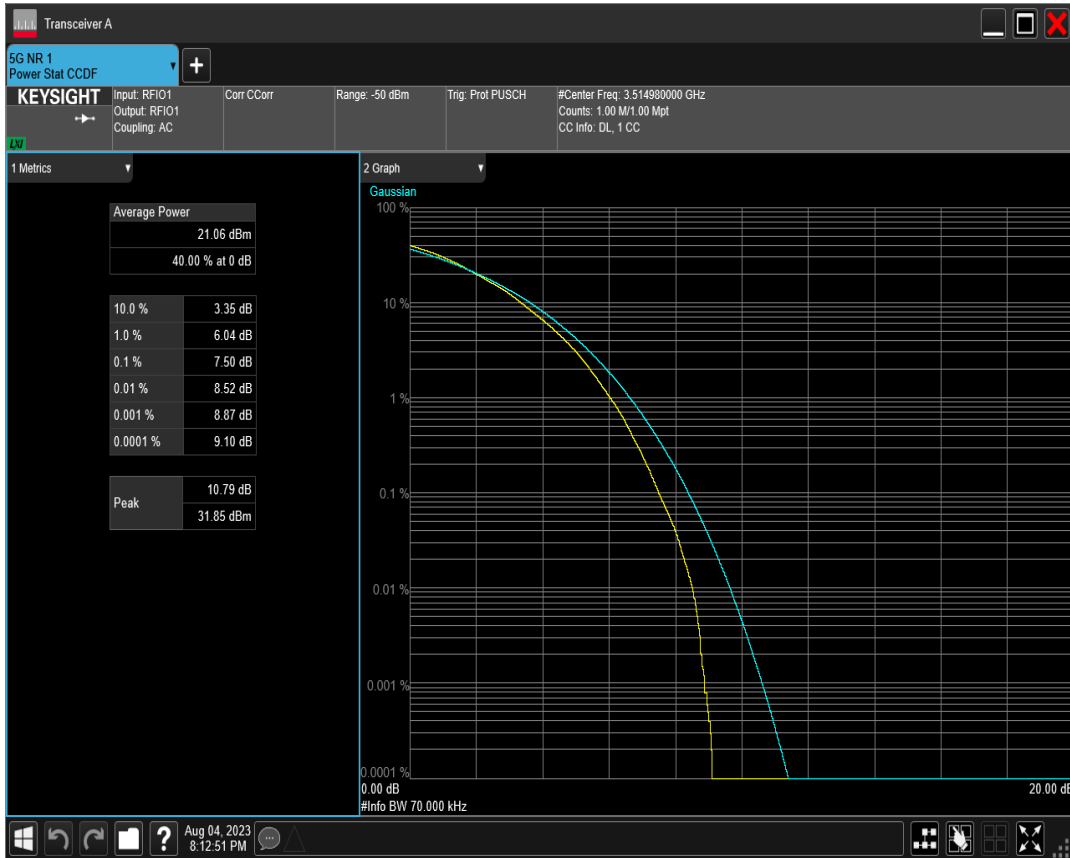 Transceiver A
5G NR 1
Power Stat CCDF
+
KEYSIGHT
LXI
Input: RFIO1
Output: RFIO1
Coupling: AC
Corr CCorr
Range: -50 dBm
Trig: Prot PUSCH
#Center Freq: 3.514980000 GHz
Counts: 1.00 M/1.00 Mpt
CC Info: DL, 1 CC
1 Metrics
Average Power
21.06 dBm
40.00 % at 0 dB
10.0 % 3.35 dB
1.0 % 6.04 dB
0.1 % 7.50 dB
0.01 % 8.52 dB
0.001 % 8.87 dB
0.0001 % 9.10 dB
Peak
10.79 dB
31.85 dBm
2 Graph
Gaussian
100 %
10 %
1 %
0.1 %
0.01 %
0.001 %
0.0001 %
0.00 dB 20.00 dB
#Info BW 70.000 kHz
?
Aug 04, 2023
8:12:51 PM